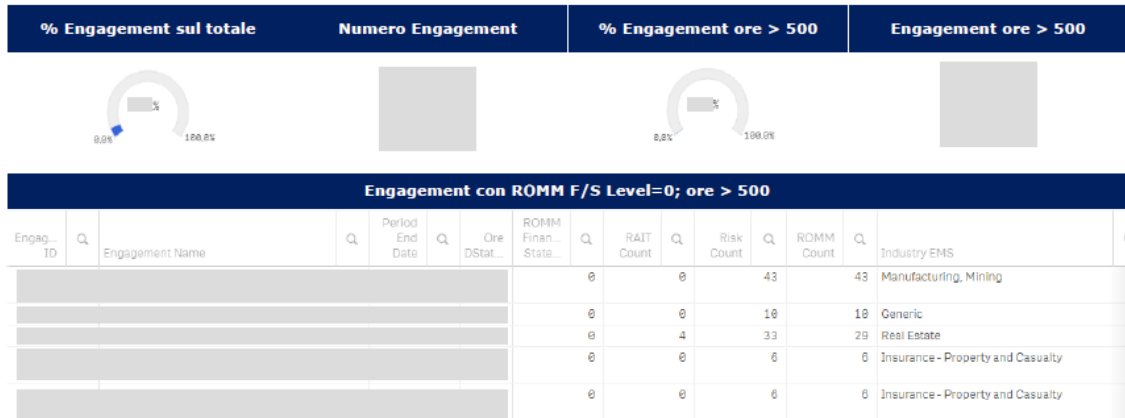 % Engagement sul totale Numero Engagement % Engagement ore > 500 Engagement ore > 500
% %
0.0% 100,0% 0,0% 100.0%
Engagement con ROMM F/S Level=0; ore > 500
Engag... ID Engagement Name Period End Date Ore DStat... ROMM Finan... State... RAIT Count Risk Count ROMM Count Industry EMS
0 0 43 43 Manufacturing, Mining
0 0 10 10 Generic
0 4 33 29 Real Estate
0 0 6 6 Insurance - Property and Casualty
0 0 6 6 Insurance - Property and Casualty